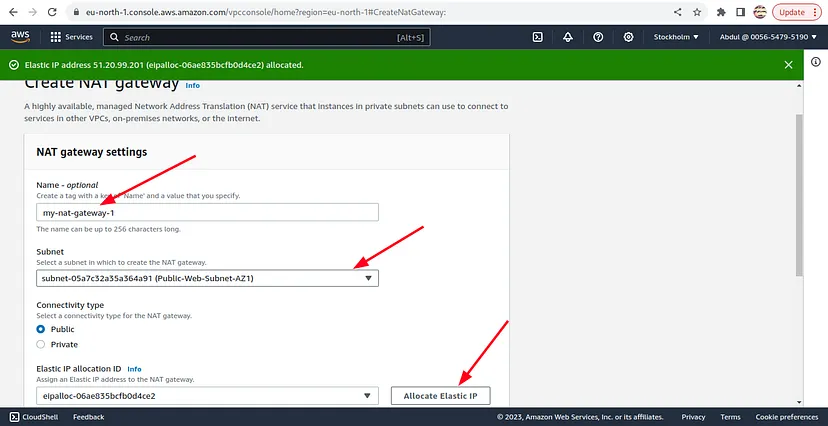 eu-north-1.console.aws.amazon.com/vpcconsole/home?region=eu-north-1#CreateNatGateway:
Update
aws
Services
Search
[Alt+S]
Stockholm
Abdul @ 0056-5479-5190
Elastic IP address 51.20.99.201 (eipalloc-06ae835bcfb0d4ce2) allocated.
Create NAT gateway Info
A highly available, managed Network Address Translation (NAT) service that instances in private subnets can use to connect to
services in other VPCs, on-premises networks, or the internet.
NAT gateway settings
Name - optional
Create a tag with a key of 'Name' and a value that you specify.
my-nat-gateway-1
The name can be up to 256 characters long.
Subnet
Select a subnet in which to create the NAT gateway.
subnet-05a7c32a35a364a91 (Public-Web-Subnet-AZ1)
Connectivity type
Select a connectivity type for the NAT gateway.
Public
Private
Elastic IP allocation ID Info
Assign an Elastic IP address to the NAT gateway.
eipalloc-06ae835bcfb0d4ce2
Allocate Elastic IP
CloudShell
Feedback
© 2023, Amazon Web Services, Inc. or its affiliates.
Privacy
Terms
Cookie preferences